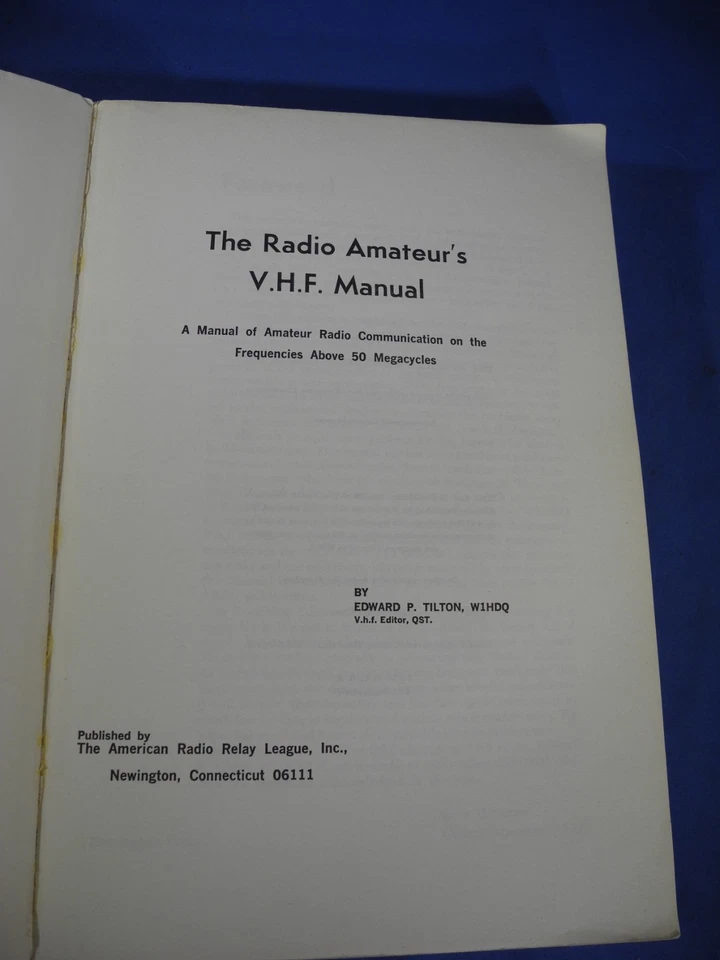 The Radio Amateur's
V.H.F. Manual
A Manual of Amateur Radio Communication on the
Frequencies Above 50 Megacycles
BY
EDWARD P. TILTON, W1HDQ
V.h.f. Editor, QST.
Published by
The American Radio Relay League, Inc.,
Newington, Connecticut 06111